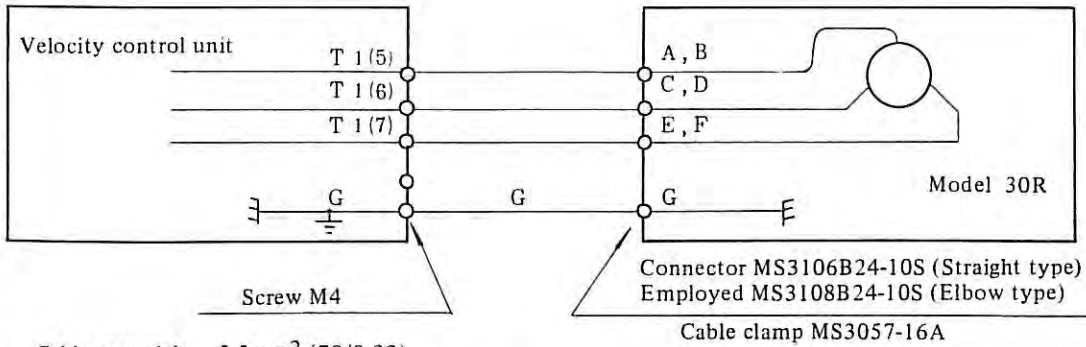 Velocity control unit
T 1 (5)
T 1 (6)
T 1 (7)
G
G
A , B
C , D
E , F
G
Model 30R
Screw M4
Connector MS3106B24-10S (Straight type)
Employed MS3108B24-10S (Elbow type)
Cable clamp MS3057-16A